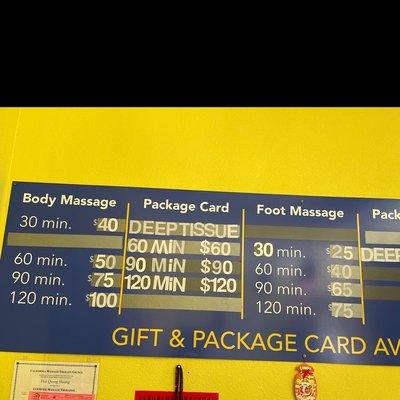 Body Massage
30 min. $40
60 min. $50
90 min. $75
120 min. $100
Package Card
DEEP TISSUE
60 MiN $60
90 MiN $90
120 MiN $120
Foot Massage
30 min. $25
60 min. $40
90 min. $65
120 min. $75
Pack
DEEP
GIFT & PACKAGE CARD AV